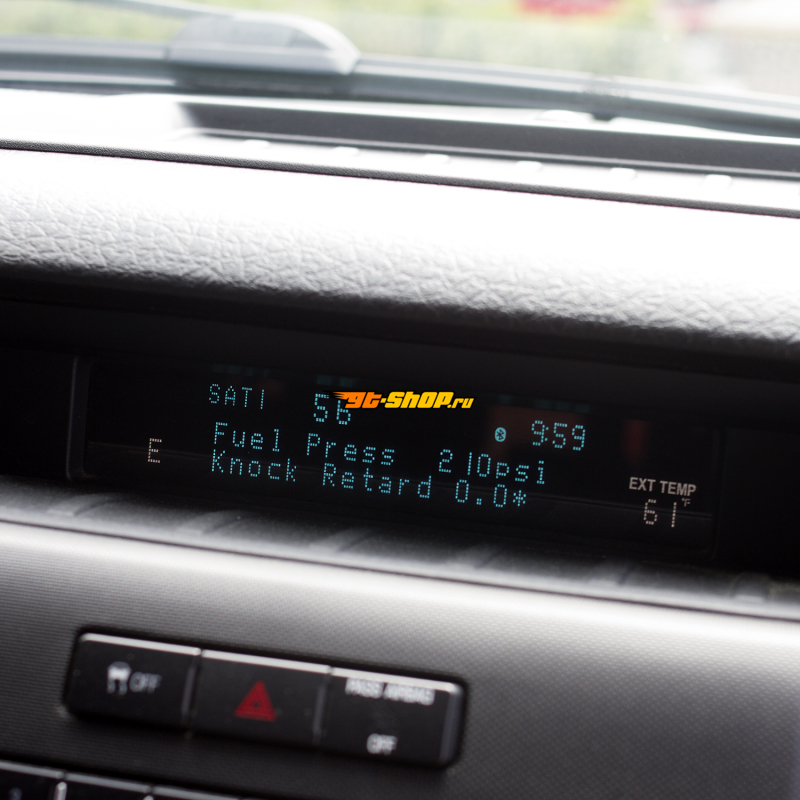 SAT1 56
gt-shop.ru
9:59
Fuel Press 210psi
E
Knock Retard 0.0*
EXT TEMP
61°F
OFF
PASS AIRBAG
OFF